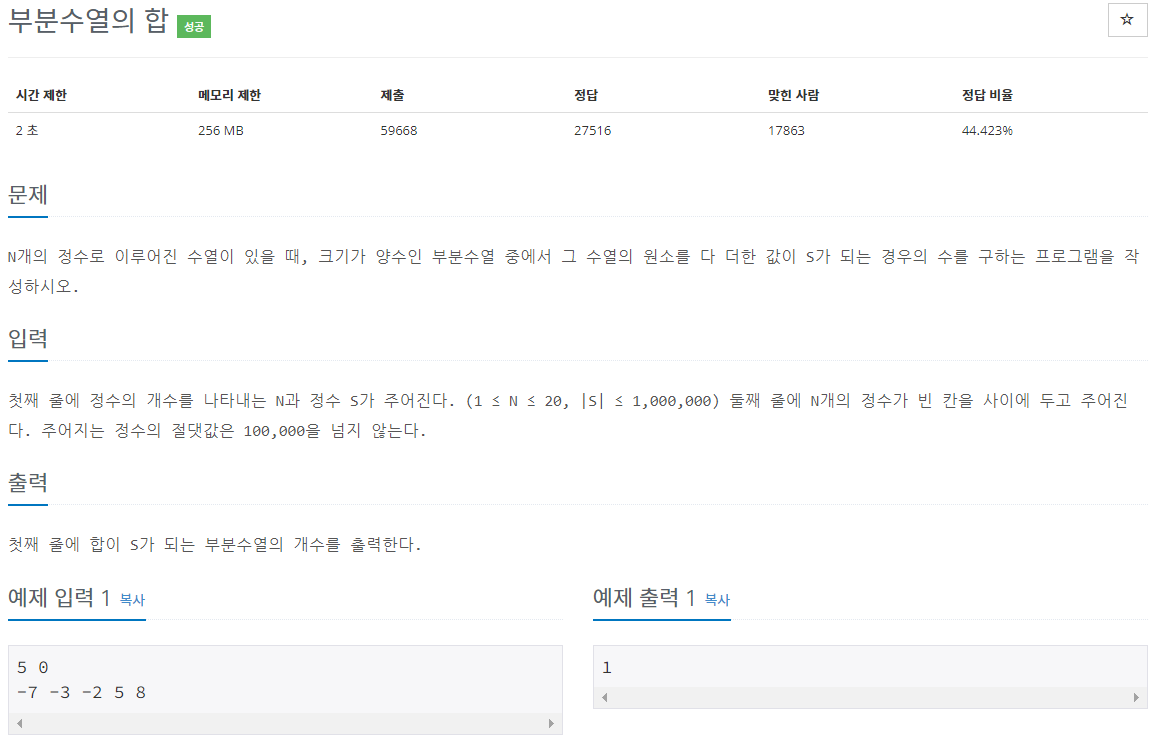 부분수열의 합 성공
☆
시간 제한 메모리 제한 제출 정답 맞힌 사람 정답 비율
2 초 256 MB 59668 27516 17863 44.423%
문제
N개의 정수로 이루어진 수열이 있을 때, 크기가 양수인 부분수열 중에서 그 수열의 원소를 다 더한 값이 S가 되는 경우의 수를 구하는 프로그램을 작
성하시오.
입력
첫째 줄에 정수의 개수를 나타내는 N과 정수 S가 주어진다. (1 ≤ N ≤ 20, |S| ≤ 1,000,000) 둘째 줄에 N개의 정수가 빈 칸을 사이에 두고 주어진
다. 주어지는 정수의 절댓값은 100,000을 넘지 않는다.
출력
첫째 줄에 합이 S가 되는 부분수열의 개수를 출력한다.
예제 입력 1 복사
5 0
-7 -3 -2 5 8
예제 출력 1 복사
1